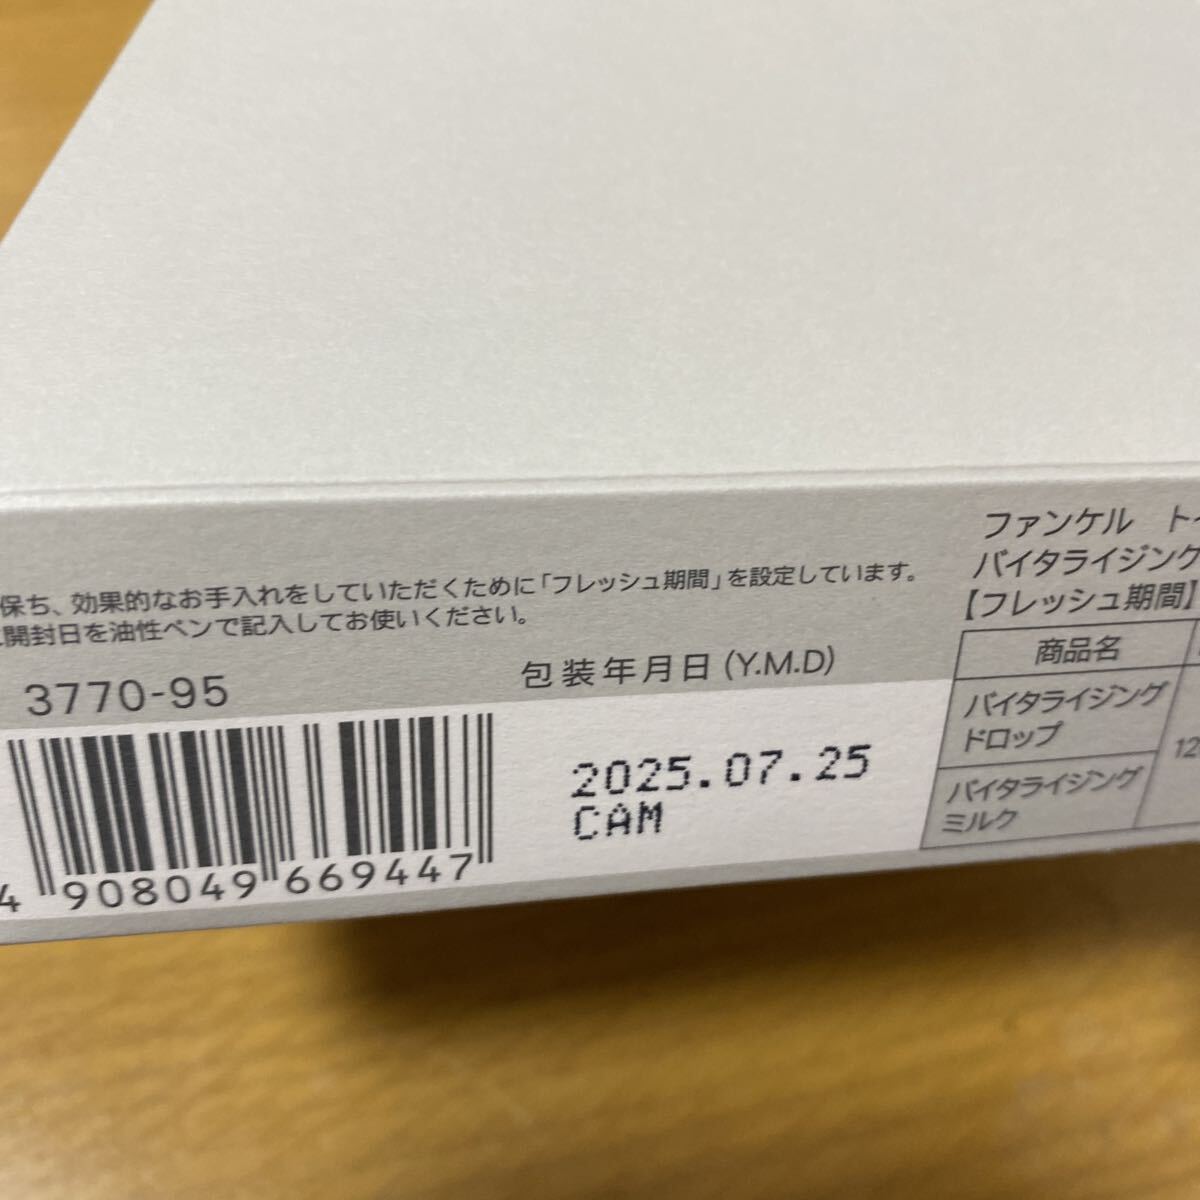 保ち、効果的なお手入れをしていただくために「フレッシュ期間」を設定しています。
開封日を油性ペンで記入してお使いください。
3770-95
包装年月日(Y.M.D)
2025.07.25
CAM
4 908049 669447
ファンケル
バイタライジング
【フレッシュ期間】
商品名
バイタライジング
ドロップ
バイタライジング
ミルク
12